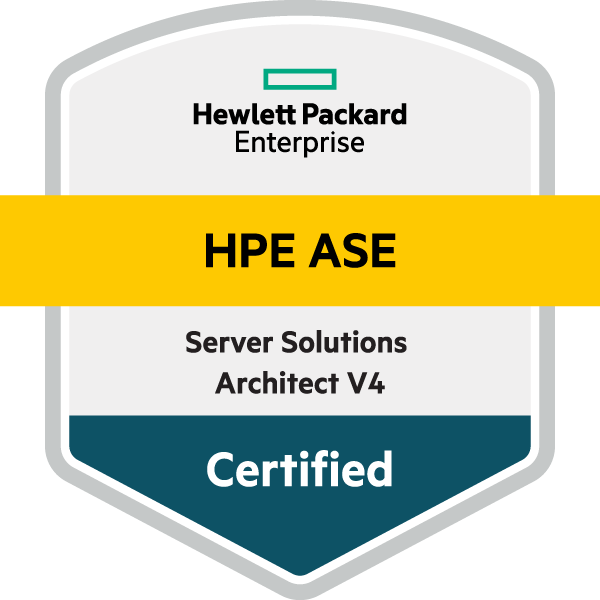 Hewlett Packard
Enterprise
HPE ASE
Server Solutions
Architect V4
Certified